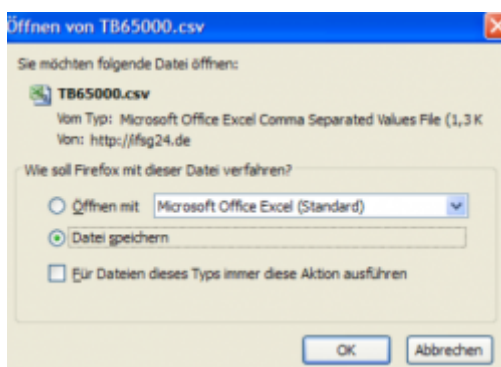 Öffnen von TB65000.csv
Sie möchten folgende Datei öffnen:
TB65000.csv
Vom Typ: Microsoft Office Excel Comma Separated Values File (1,3 K
Von: http://ifsg24.de
Wie soll Firefox mit dieser Datei verfahren?
Öffnen mit Microsoft Office Excel (Standard)
Datei speichern
Für Dateien dieses Typs immer diese Aktion ausführen
OK Abbrechen